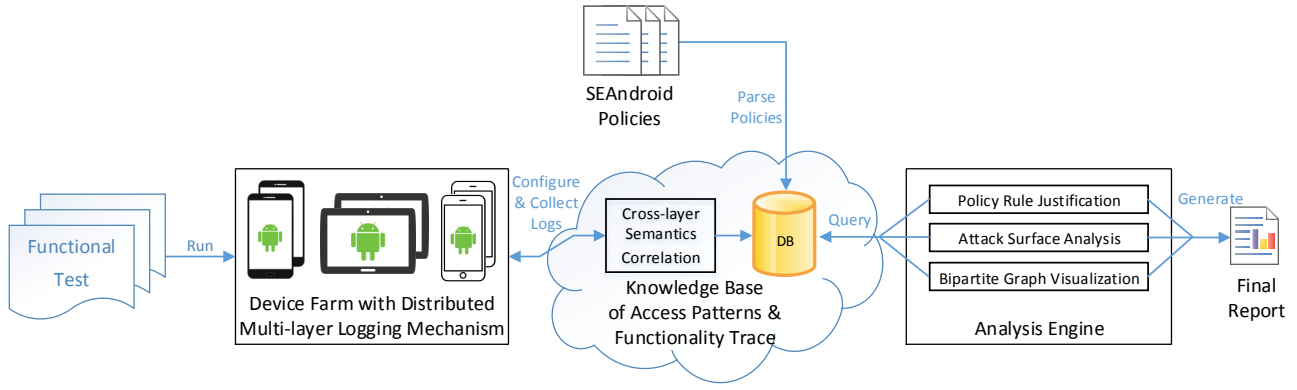 SEAndroid
Policies
Parse
Policies
Functional
Test
Run
Device Farm with Distributed
Multi-layer Logging Mechanism
Configure
& Collect
Logs
Cross-layer
Semantics
Correlation
DB
Knowledge Base
of Access Patterns &
Functionality Trace
Query
Policy Rule Justification
Attack Surface Analysis
Bipartite Graph Visualization
Analysis Engine
Generate
Final
Report